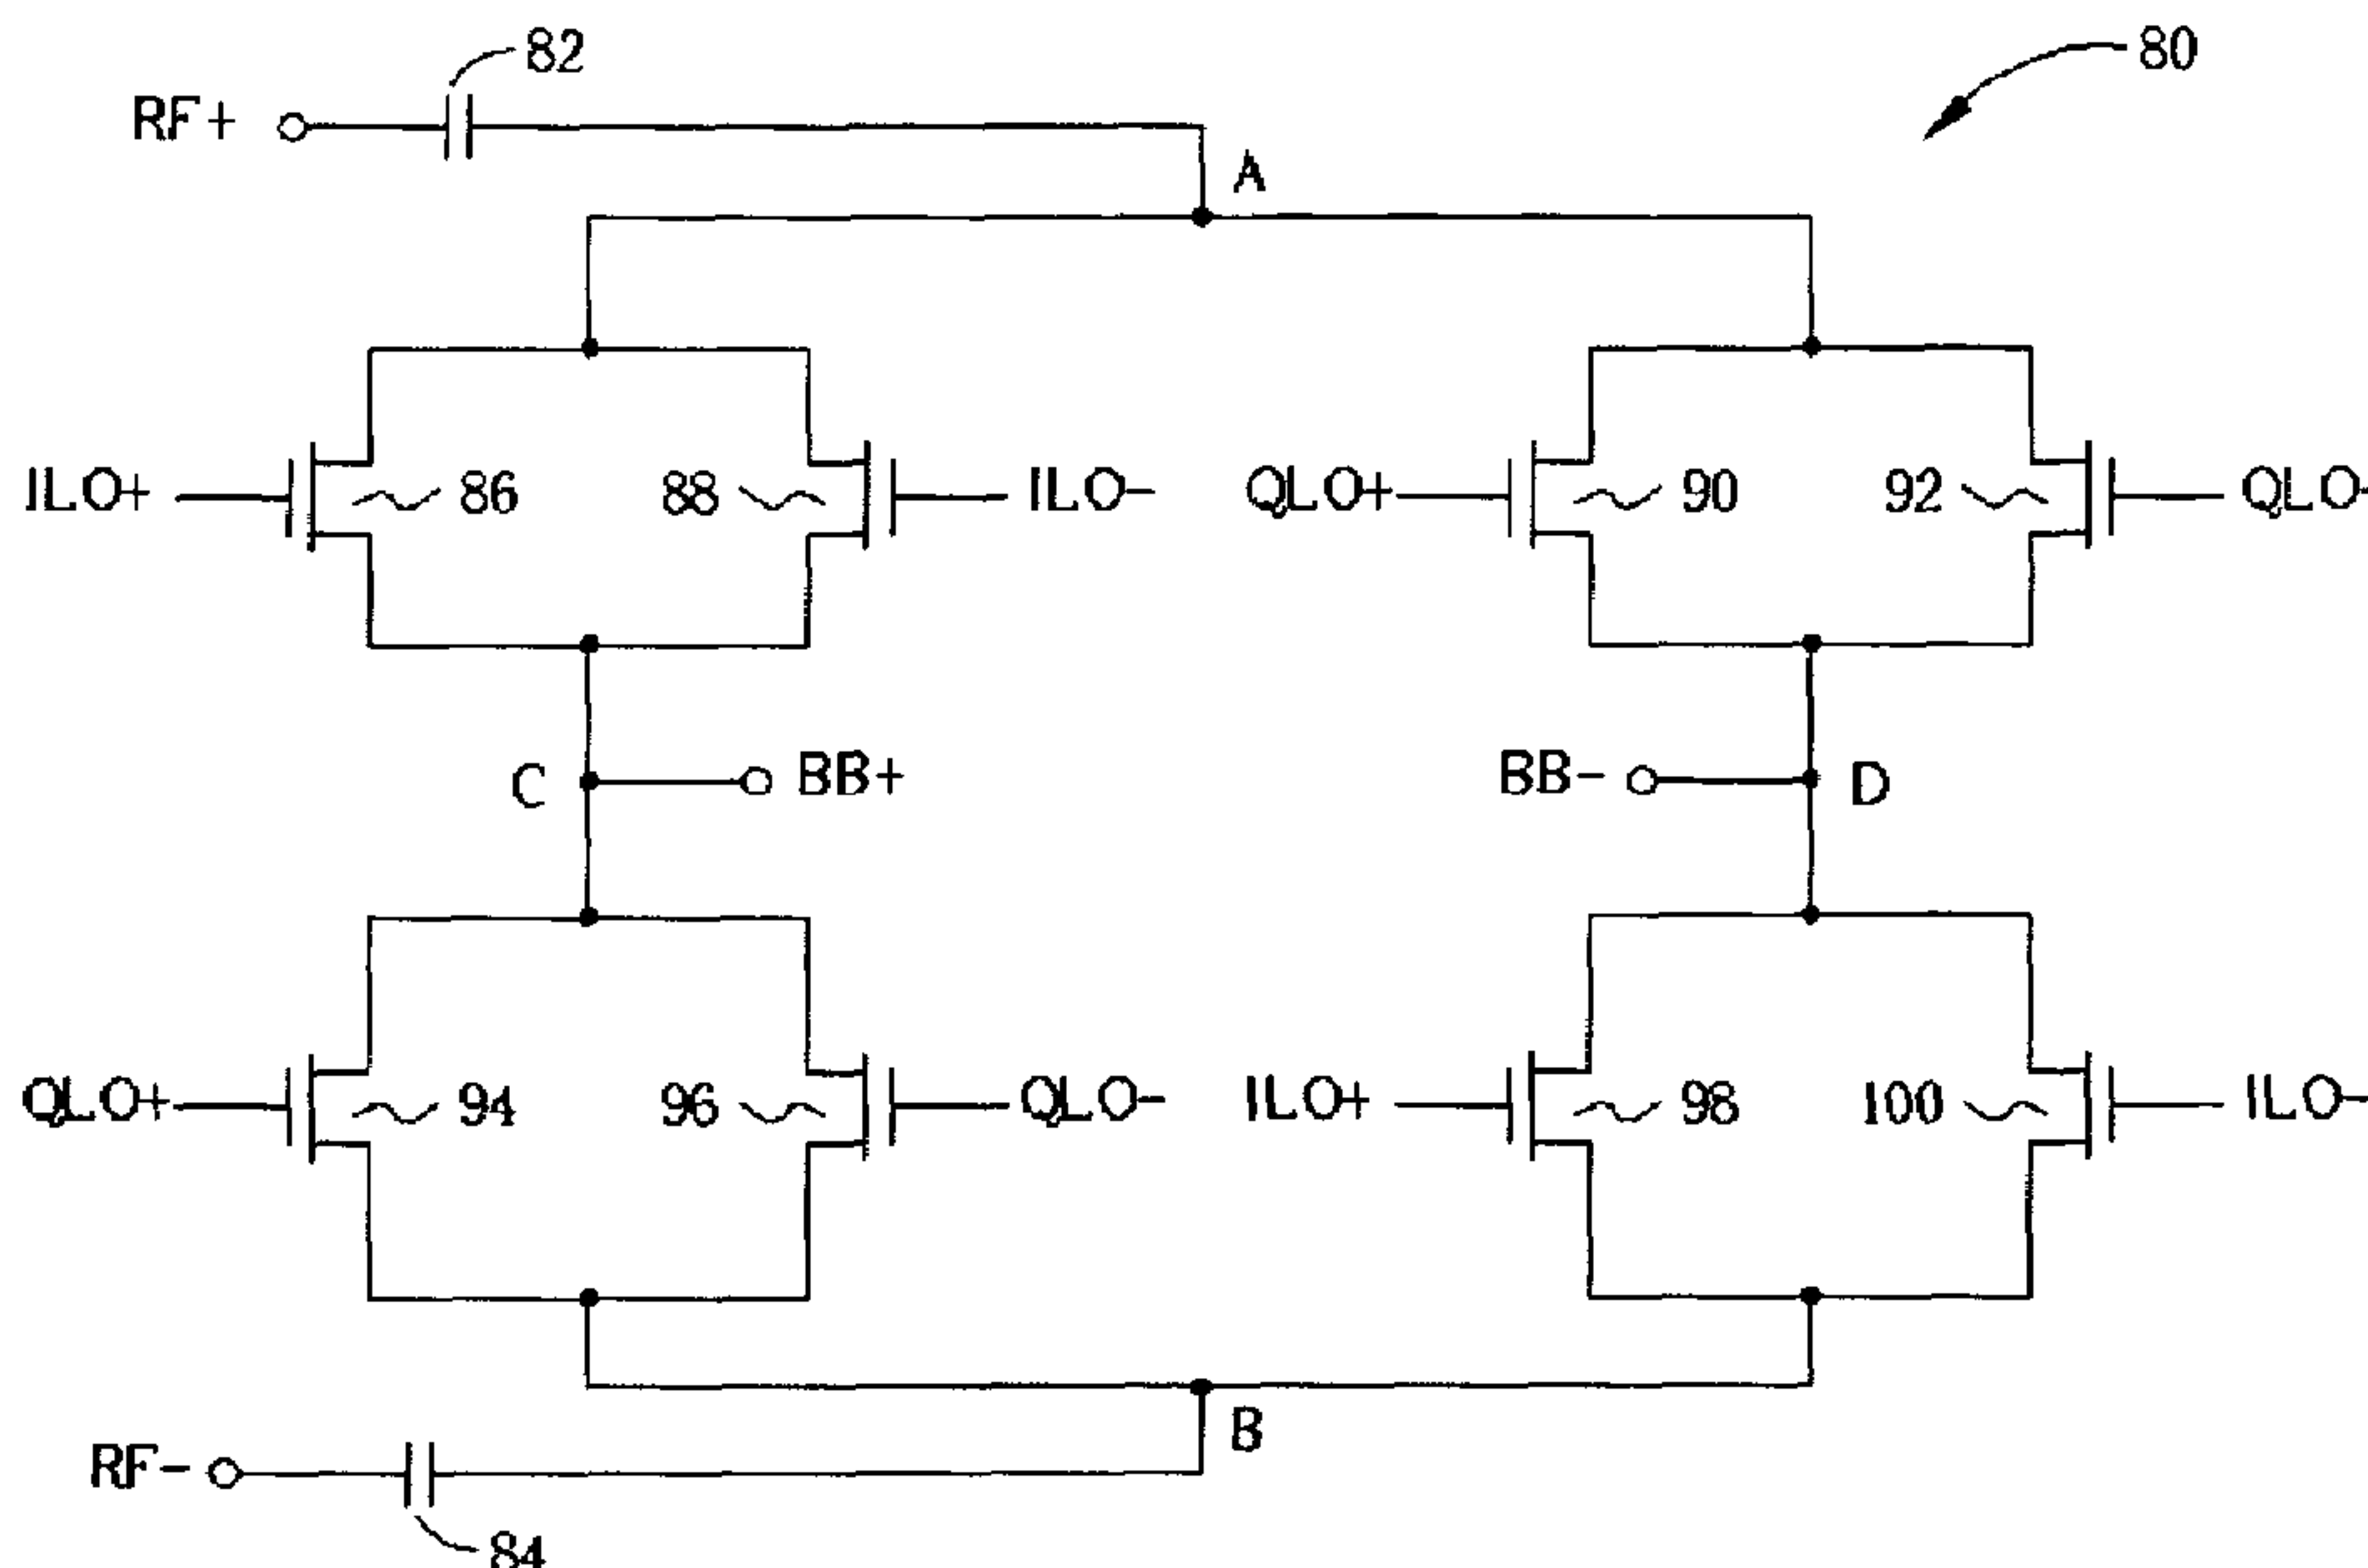 82
80
RF+
A
ILO+ 86 88 ILO- QLO+ 90 92 QLO-
C BB+ BB- D
QLO+ 94 96 QLO- ILO+ 98 100 ILO-
B
RF-
84